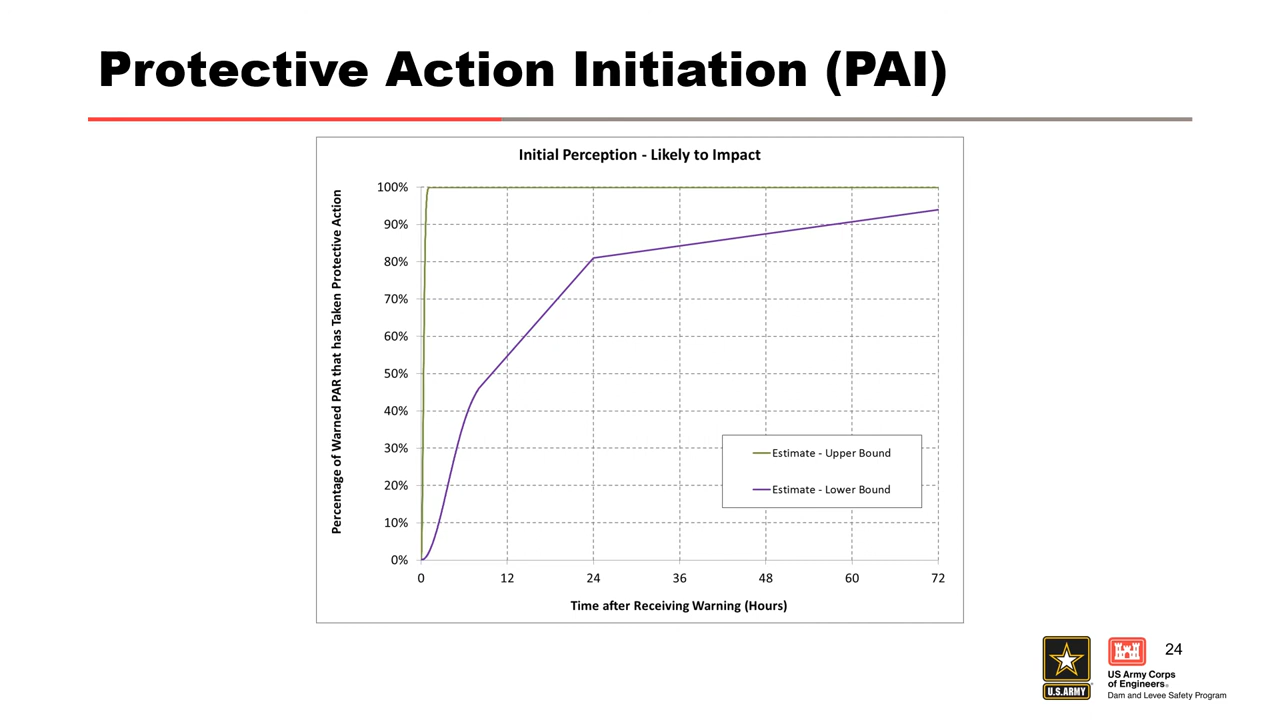 Protective Action Initiation (PAI)
Initial Perception - Likely to Impact
Percentage of Warned PAR that has Taken Protective Action
100%
90%
80%
70%
60%
50%
40%
30%
20%
10%
0%
Estimate - Upper Bound
Estimate - Lower Bound
0 12 24 36 48 60 72
Time after Receiving Warning (Hours)
24
U.S.ARMY
US Army Corps
of Engineers®
Dam and Levee Safety Program